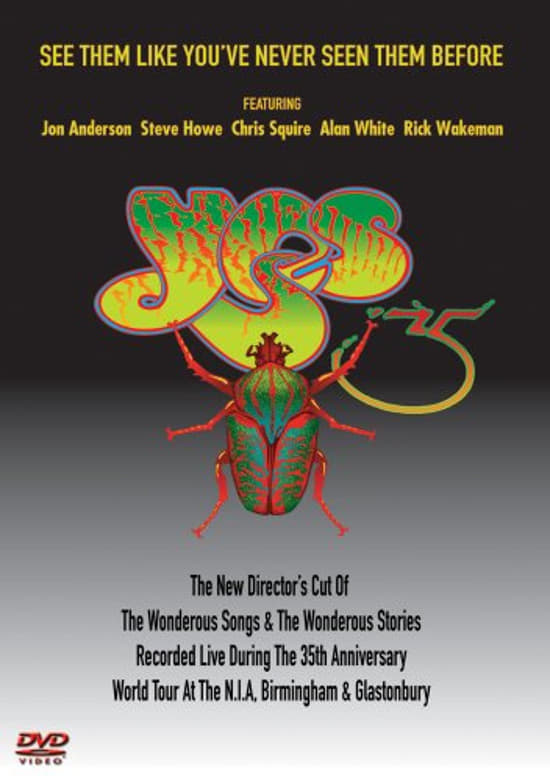 SEE THEM LIKE YOU'VE NEVER SEEN THEM BEFORE
FEATURING
Jon Anderson Steve Howe Chris Squire Alan White Rick Wakeman
Yes
35
The New Director's Cut Of
The Wonderous Songs & The Wonderous Stories
Recorded Live During The 35th Anniversary
World Tour At The N.I.A, Birmingham & Glastonbury
DVD
VIDEO